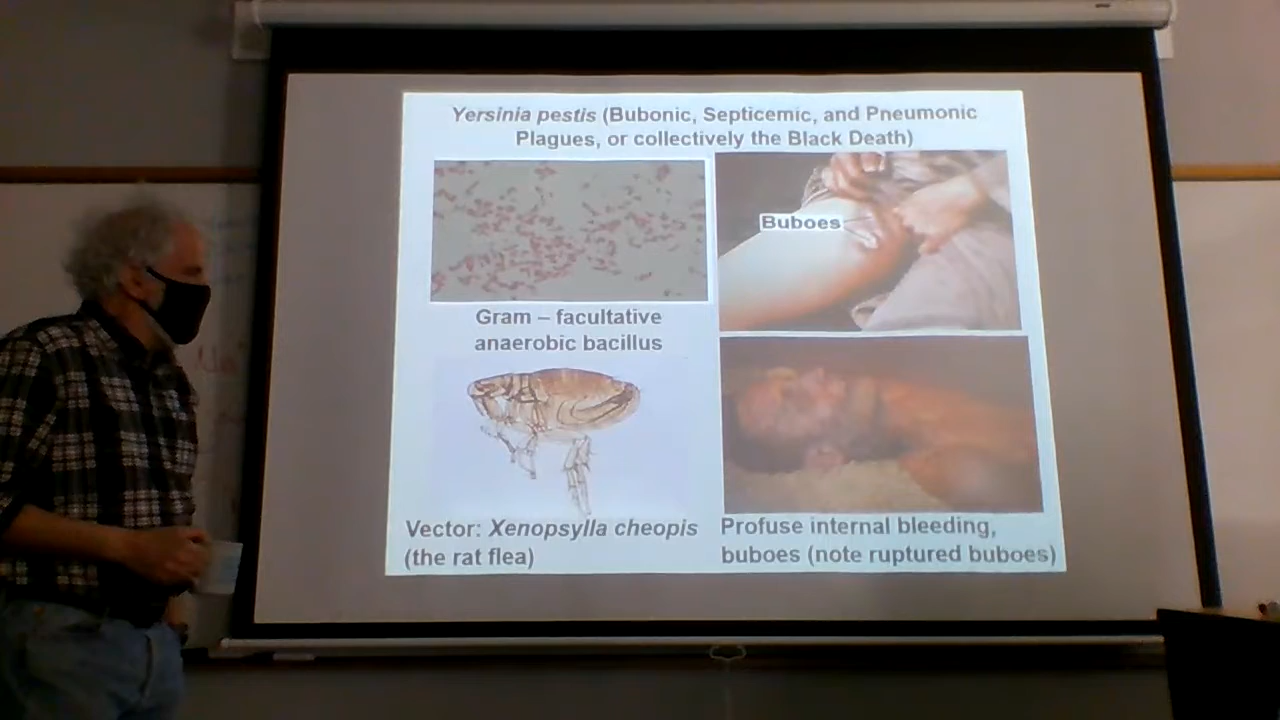 Yersinia pestis (Bubonic, Septicemic, and Pneumonic
Plagues, or collectively the Black Death)
Buboes
Gram – facultative
anaerobic bacillus
Vector: Xenopsylla cheopis
(the rat flea)
Profuse internal bleeding,
buboes (note ruptured buboes)